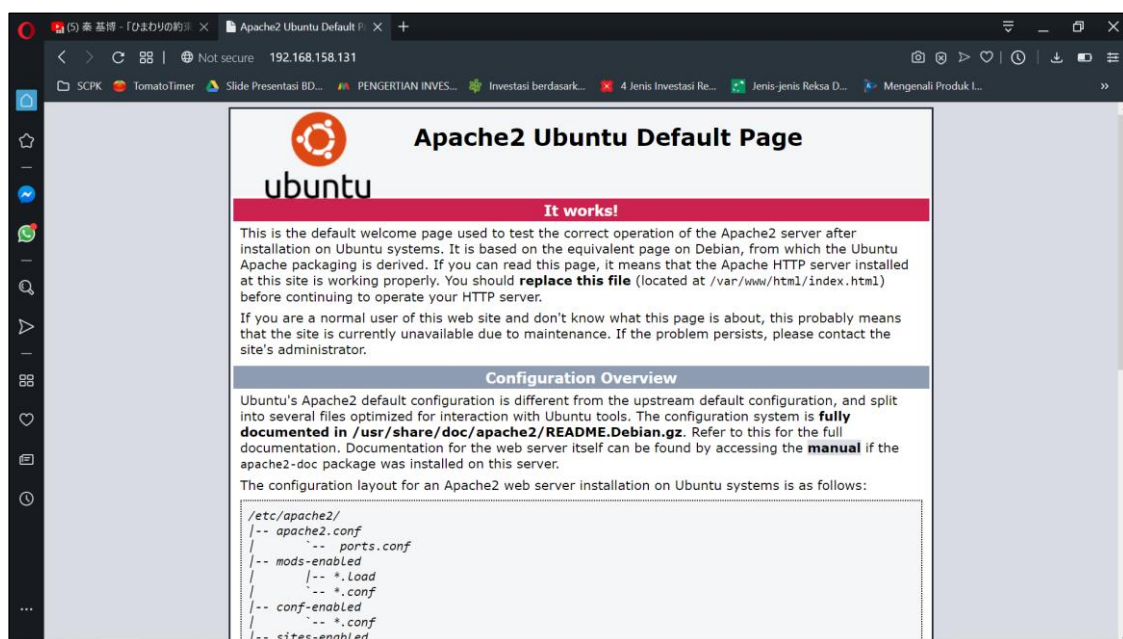 (5) 秦 基博 - 「ひまわりの約束
Apache2 Ubuntu Default P
Not secure 192.168.158.131
SCPK TomatoTimer Slide Presentasi BD... PENGERTIAN INVES... Investasi berdasark... 4 Jenis Investasi Re... Jenis-jenis Reksa D... Mengenali Produk I... »
Apache2 Ubuntu Default Page
ubuntu
It works!
This is the default welcome page used to test the correct operation of the Apache2 server after
installation on Ubuntu systems. It is based on the equivalent page on Debian, from which the Ubuntu
Apache packaging is derived. If you can read this page, it means that the Apache HTTP server installed
at this site is working properly. You should replace this file (located at /var/www/html/index.html)
before continuing to operate your HTTP server.
If you are a normal user of this web site and don't know what this page is about, this probably means
that the site is currently unavailable due to maintenance. If the problem persists, please contact the
site's administrator.
Configuration Overview
Ubuntu's Apache2 default configuration is different from the upstream default configuration, and split
into several files optimized for interaction with Ubuntu tools. The configuration system is fully
documented in /usr/share/doc/apache2/README.Debian.gz. Refer to this for the full
documentation. Documentation for the web server itself can be found by accessing the manual if the
apache2-doc package was installed on this server.
The configuration layout for an Apache2 web server installation on Ubuntu systems is as follows:
/etc/apache2/
|-- apache2.conf
|       `--  ports.conf
|-- mods-enabled
|       |-- *.load
|       `-- *.conf
|-- conf-enabled
|       `-- *.conf
|-- sites-enabled